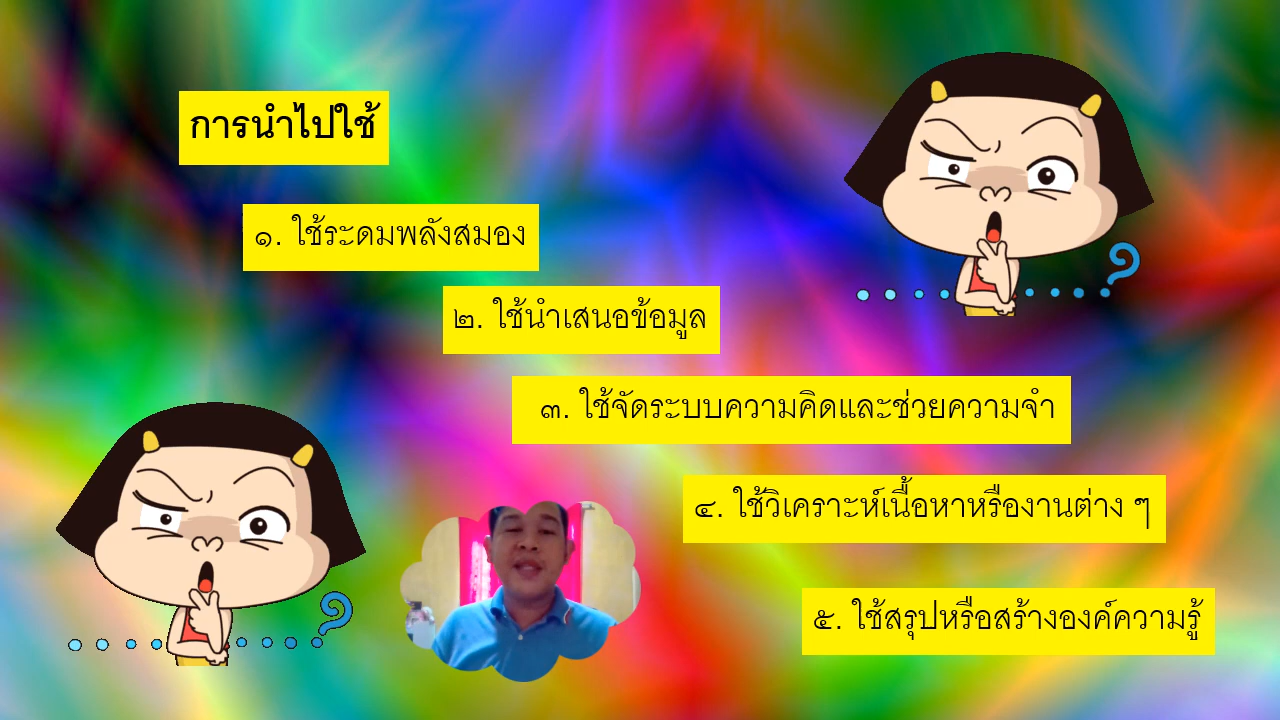 การนำไปใช้
๑. ใช้ระดมพลังสมอง
๒. ใช้นำเสนอข้อมูล
๓. ใช้จัดระบบความคิดและช่วยความจำ
๔. ใช้วิเคราะห์เนื้อหาหรืองานต่าง ๆ
๕. ใช้สรุปหรือสร้างองค์ความรู้